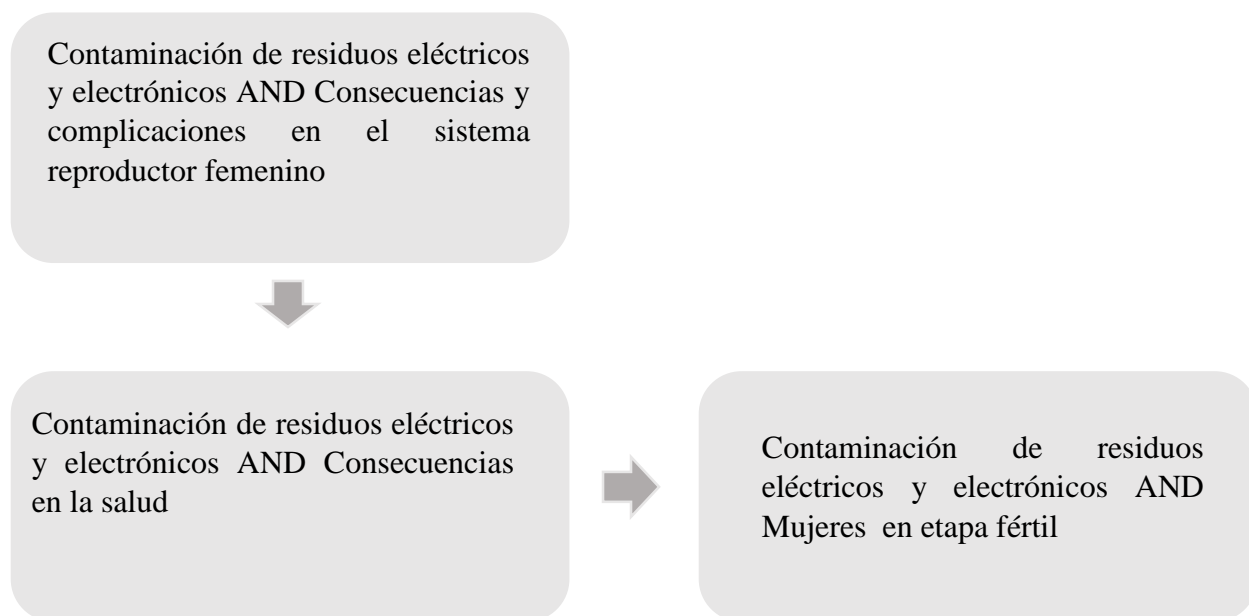 Contaminación de residuos eléctricos
y electrónicos AND Consecuencias y
complicaciones en el sistema
reproductor femenino
Contaminación de residuos eléctricos
y electrónicos AND Consecuencias
en la salud
Contaminación de residuos
eléctricos y electrónicos AND
Mujeres en etapa fértil